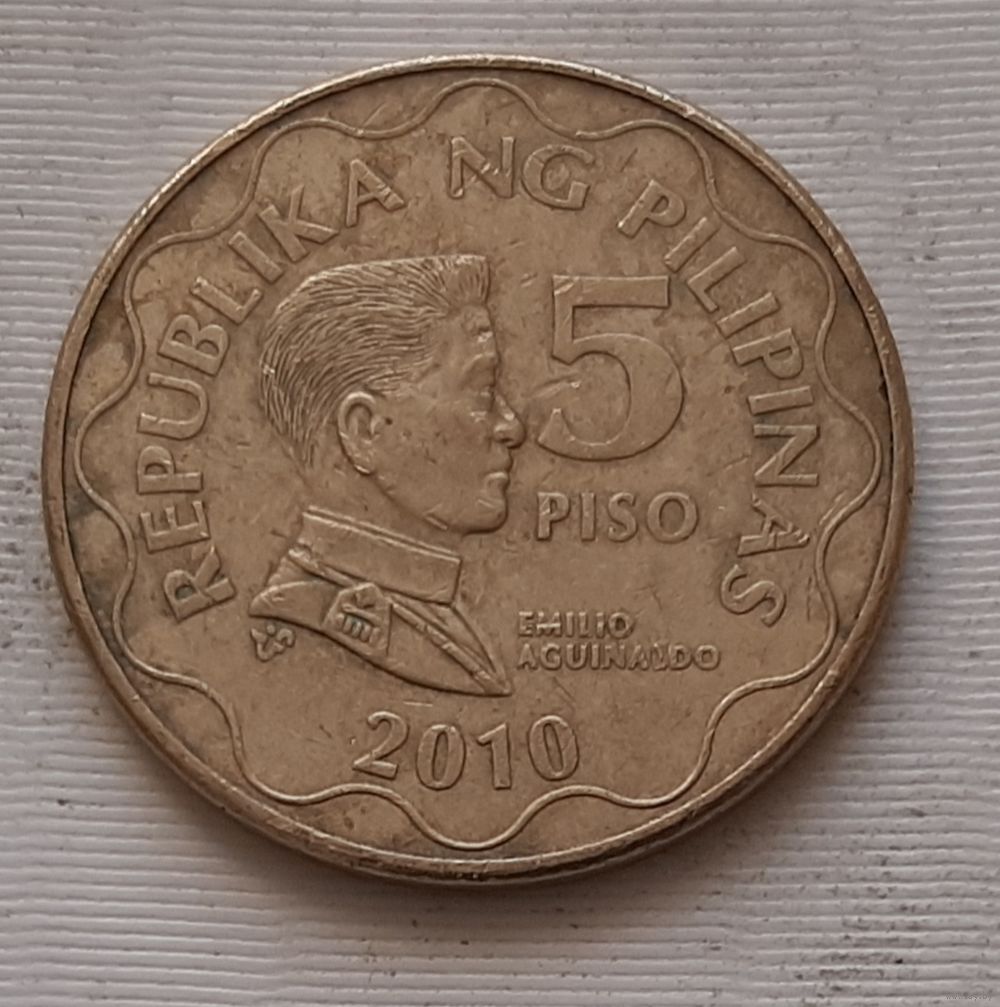 REPUBLIKA NG PILIPINAS
5
PISO
EMILIO
AGUINALDO
2010